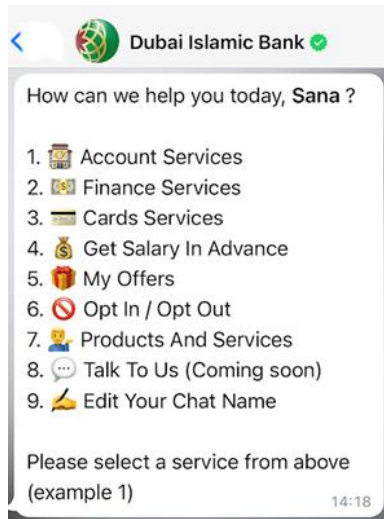 Dubai Islamic Bank
How can we help you today, Sana ?
1. 🏤 Account Services
2. 💵 Finance Services
3. 💳 Cards Services
4. 💰 Get Salary In Advance
5. 🎁 My Offers
6. 🚫 Opt In / Opt Out
7. 💁‍♂️ Products And Services
8. 💬 Talk To Us (Coming soon)
9. ✍️ Edit Your Chat Name
Please select a service from above
(example 1)
14:18